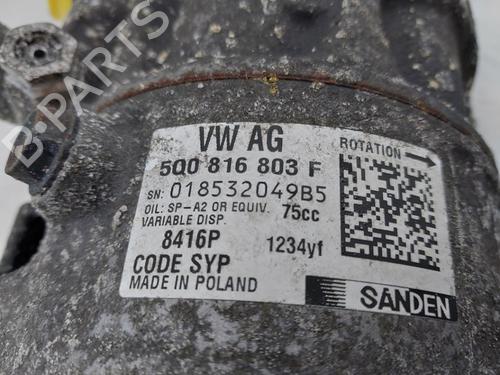 VW AG
5Q0 816 803 F
SN: 018532049B5
OIL: SP-A2 OR EQUIV. 75cc
VARIABLE DISP.
8416P 1234yf
CODE SYP
MADE IN POLAND
ROTATION
SANDEN
B-PARTS